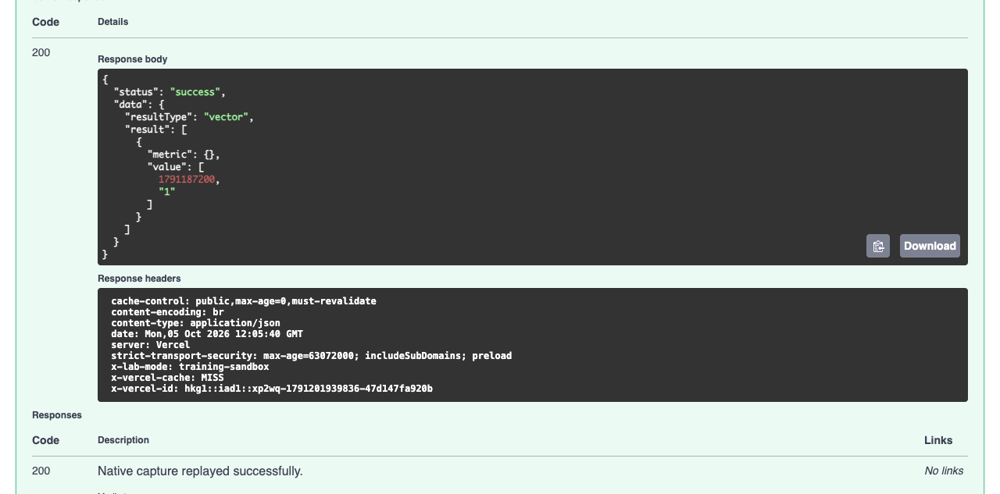 Code Details
200
Response body
{
  "status": "success",
  "data": {
    "resultType": "vector",
    "result": [
      {
        "metric": {},
        "value": [
          1791187200,
          "1"
        ]
      }
    ]
  }
}
Download
Response headers
cache-control: public,max-age=0,must-revalidate
content-encoding: br
content-type: application/json
date: Mon,05 Oct 2026 12:05:40 GMT
server: Vercel
strict-transport-security: max-age=63072000; includeSubDomains; preload
x-lab-mode: training-sandbox
x-vercel-cache: MISS
x-vercel-id: hkg1::iad1::xp2wq-1791201939836-47d147fa920b
Responses
Code Description Links
200 Native capture replayed successfully. No links